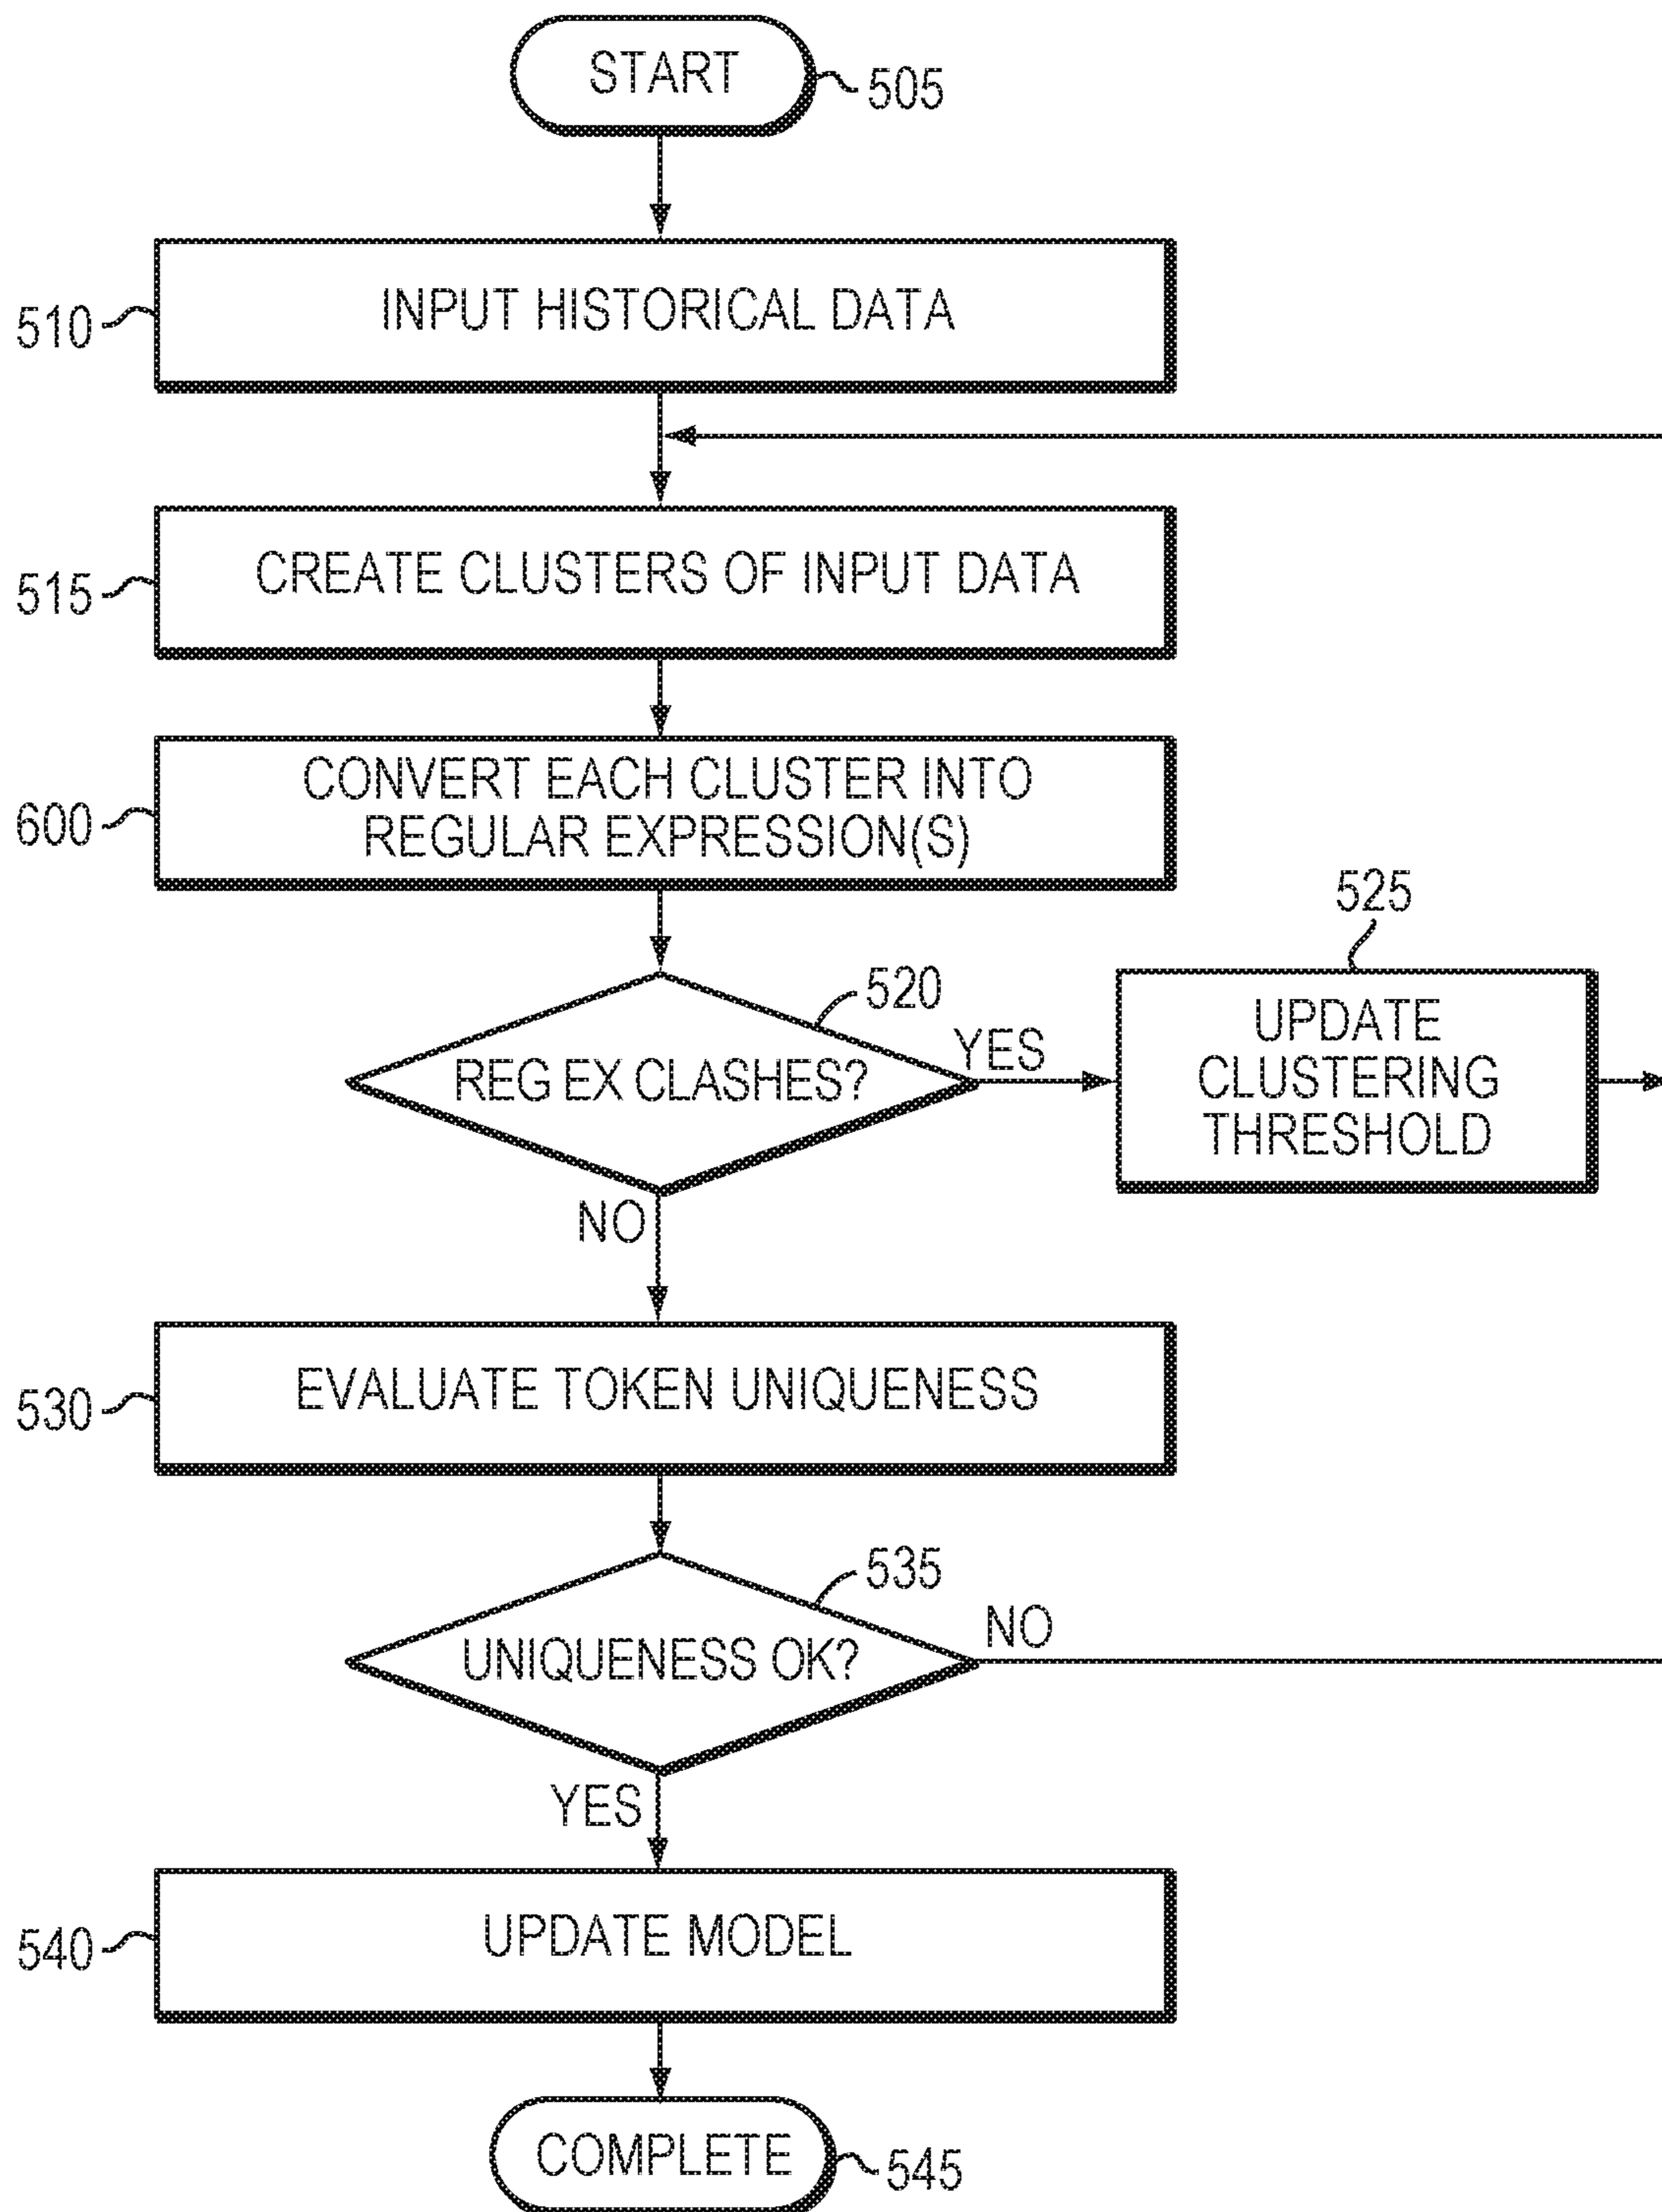 START
505
INPUT HISTORICAL DATA
510
CREATE CLUSTERS OF INPUT DATA
515
CONVERT EACH CLUSTER INTO
REGULAR EXPRESSION(S)
600
525
520
REG EX CLASHES?
YES
UPDATE
CLUSTERING
THRESHOLD
NO
EVALUATE TOKEN UNIQUENESS
530
535
UNIQUENESS OK?
NO
YES
UPDATE MODEL
540
COMPLETE
545